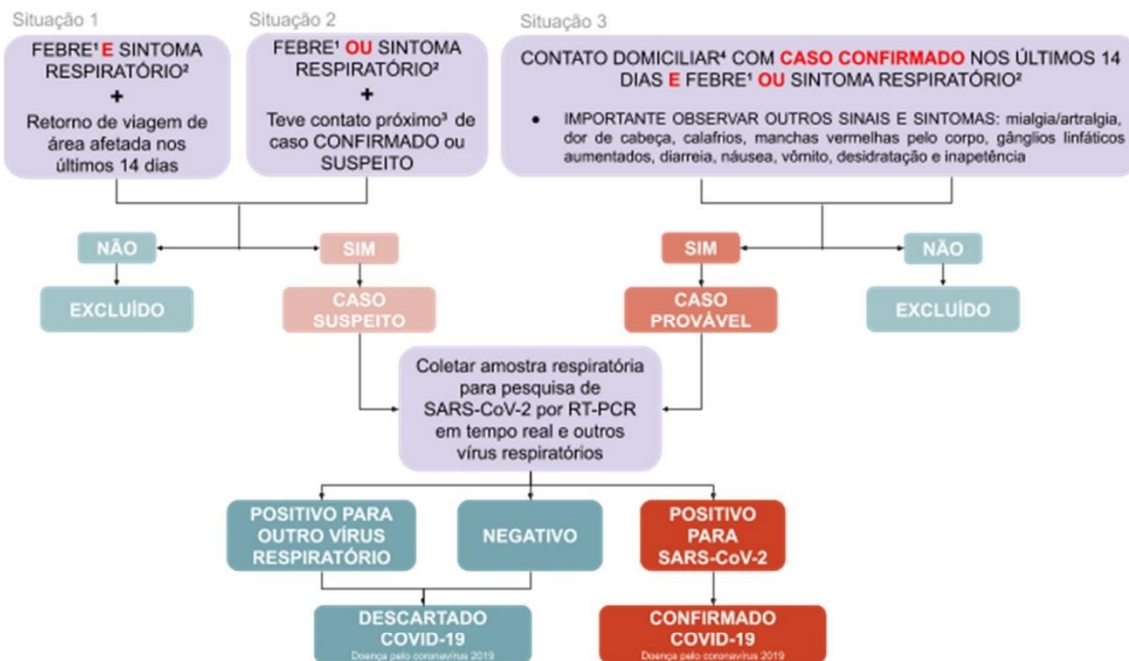 Situação 1
FEBRE¹ E SINTOMA
RESPIRATÓRIO²
+
Retorno de viagem de
área afetada nos
últimos 14 dias
Situação 2
FEBRE¹ OU SINTOMA
RESPIRATÓRIO²
+
Teve contato próximo³ de
caso CONFIRMADO ou
SUSPEITO
Situação 3
CONTATO DOMICILIAR⁴ COM CASO CONFIRMADO NOS ÚLTIMOS 14
DIAS E FEBRE¹ OU SINTOMA RESPIRATÓRIO²
• IMPORTANTE OBSERVAR OUTROS SINAIS E SINTOMAS: mialgia/artralgia,
dor de cabeça, calafrios, manchas vermelhas pelo corpo, gânglios linfáticos
aumentados, diarreia, náusea, vômito, desidratação e inapetência
NÃO
SIM
SIM
NÃO
EXCLUÍDO
CASO
SUSPEITO
CASO
PROVÁVEL
EXCLUÍDO
Coletar amostra respiratória
para pesquisa de
SARS-CoV-2 por RT-PCR
em tempo real e outros
vírus respiratórios
POSITIVO PARA
OUTRO VÍRUS
RESPIRATÓRIO
NEGATIVO
POSITIVO
PARA
SARS-CoV-2
DESCARTADO
COVID-19
Doença pelo coronavírus 2019
CONFIRMADO
COVID-19
Doença pelo coronavírus 2019